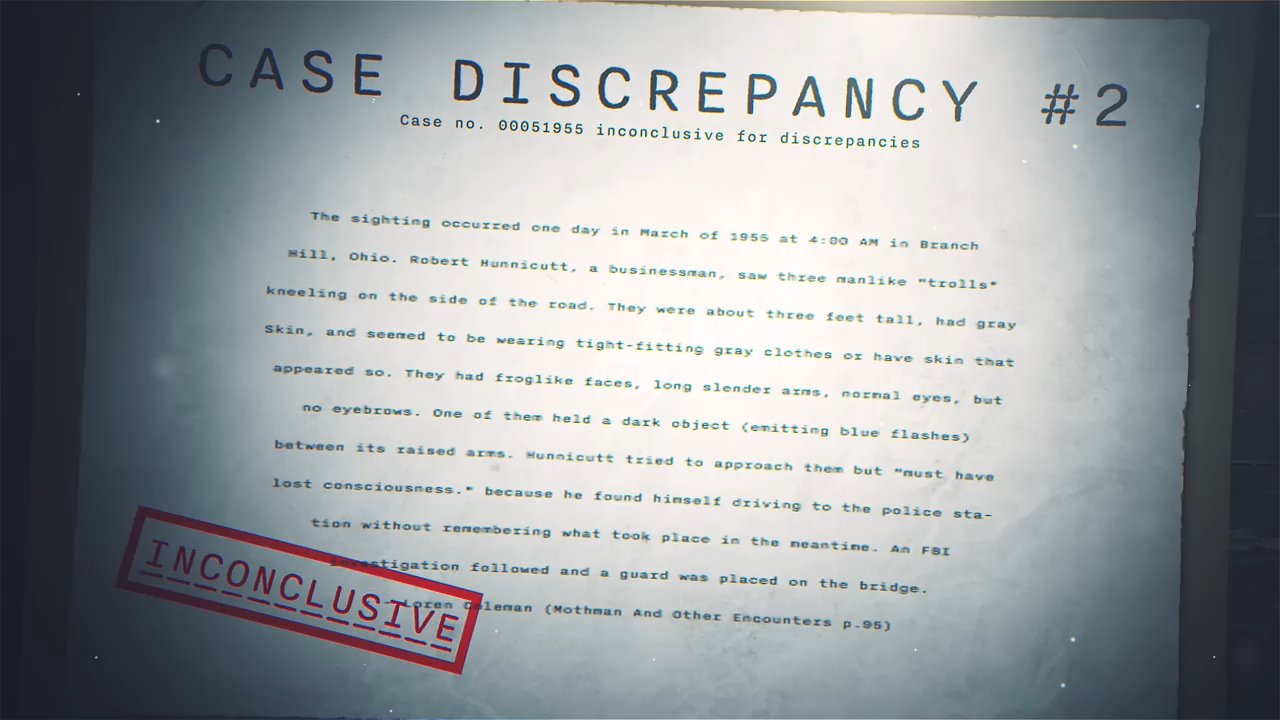 CASE DISCREPANCY #2
Case no. 00051955 inconclusive for discrepancies
The sighting occurred one day in March of 1955 at 4:00 AM in Branch
Hill, Ohio. Robert Hunnicutt, a businessman, saw three manlike "trolls"
kneeling on the side of the road. They were about three feet tall, had gray
Skin, and seemed to be wearing tight-fitting gray clothes or have skin that
appeared so. They had froglike faces, long slender arms, normal eyes, but
no eyebrows. One of them held a dark object (emitting blue flashes)
between its raised arms. Hunnicutt tried to approach them but "must have
lost consciousness." because he found himself driving to the police sta-
tion without remembering what took place in the meantime. An FBI
investigation followed and a guard was placed on the bridge.
-Loren Coleman (Mothman And Other Encounters p.95)
INCONCLUSIVE